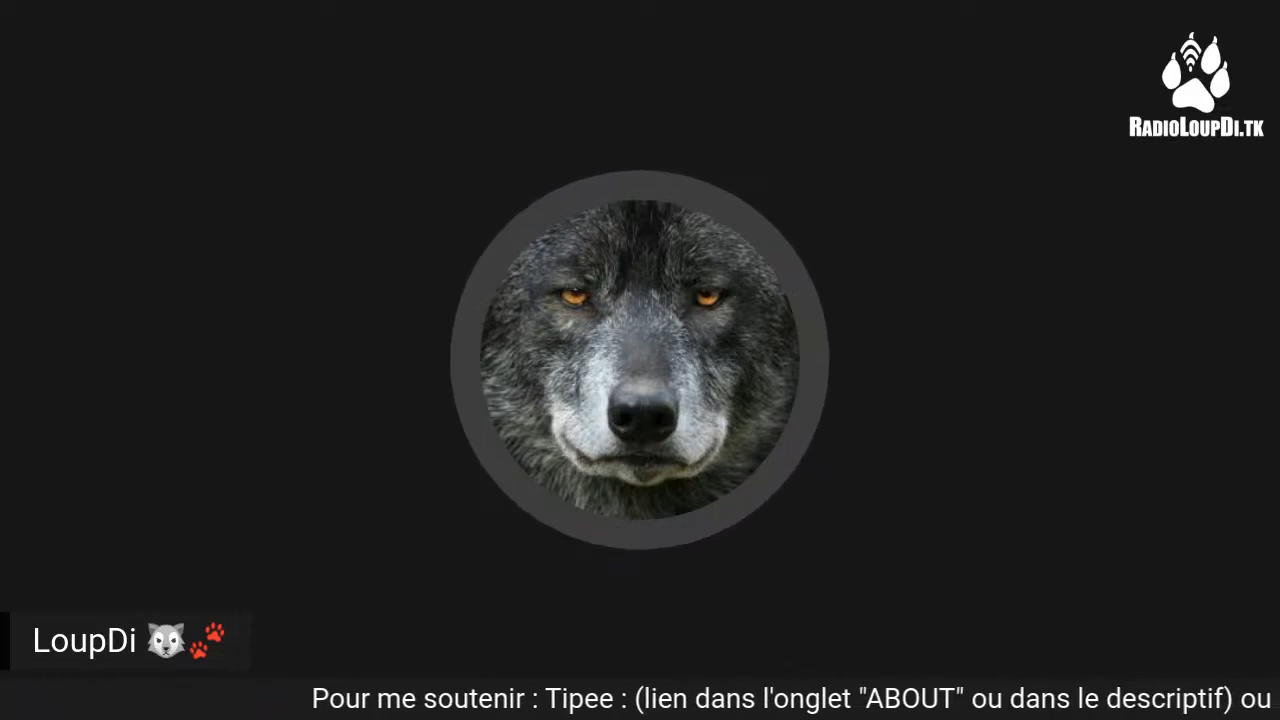 RADIOLOUPDI.TK
LoupDi 🐺🐾
Pour me soutenir : Tipee : (lien dans l'onglet "ABOUT" ou dans le descriptif) ou